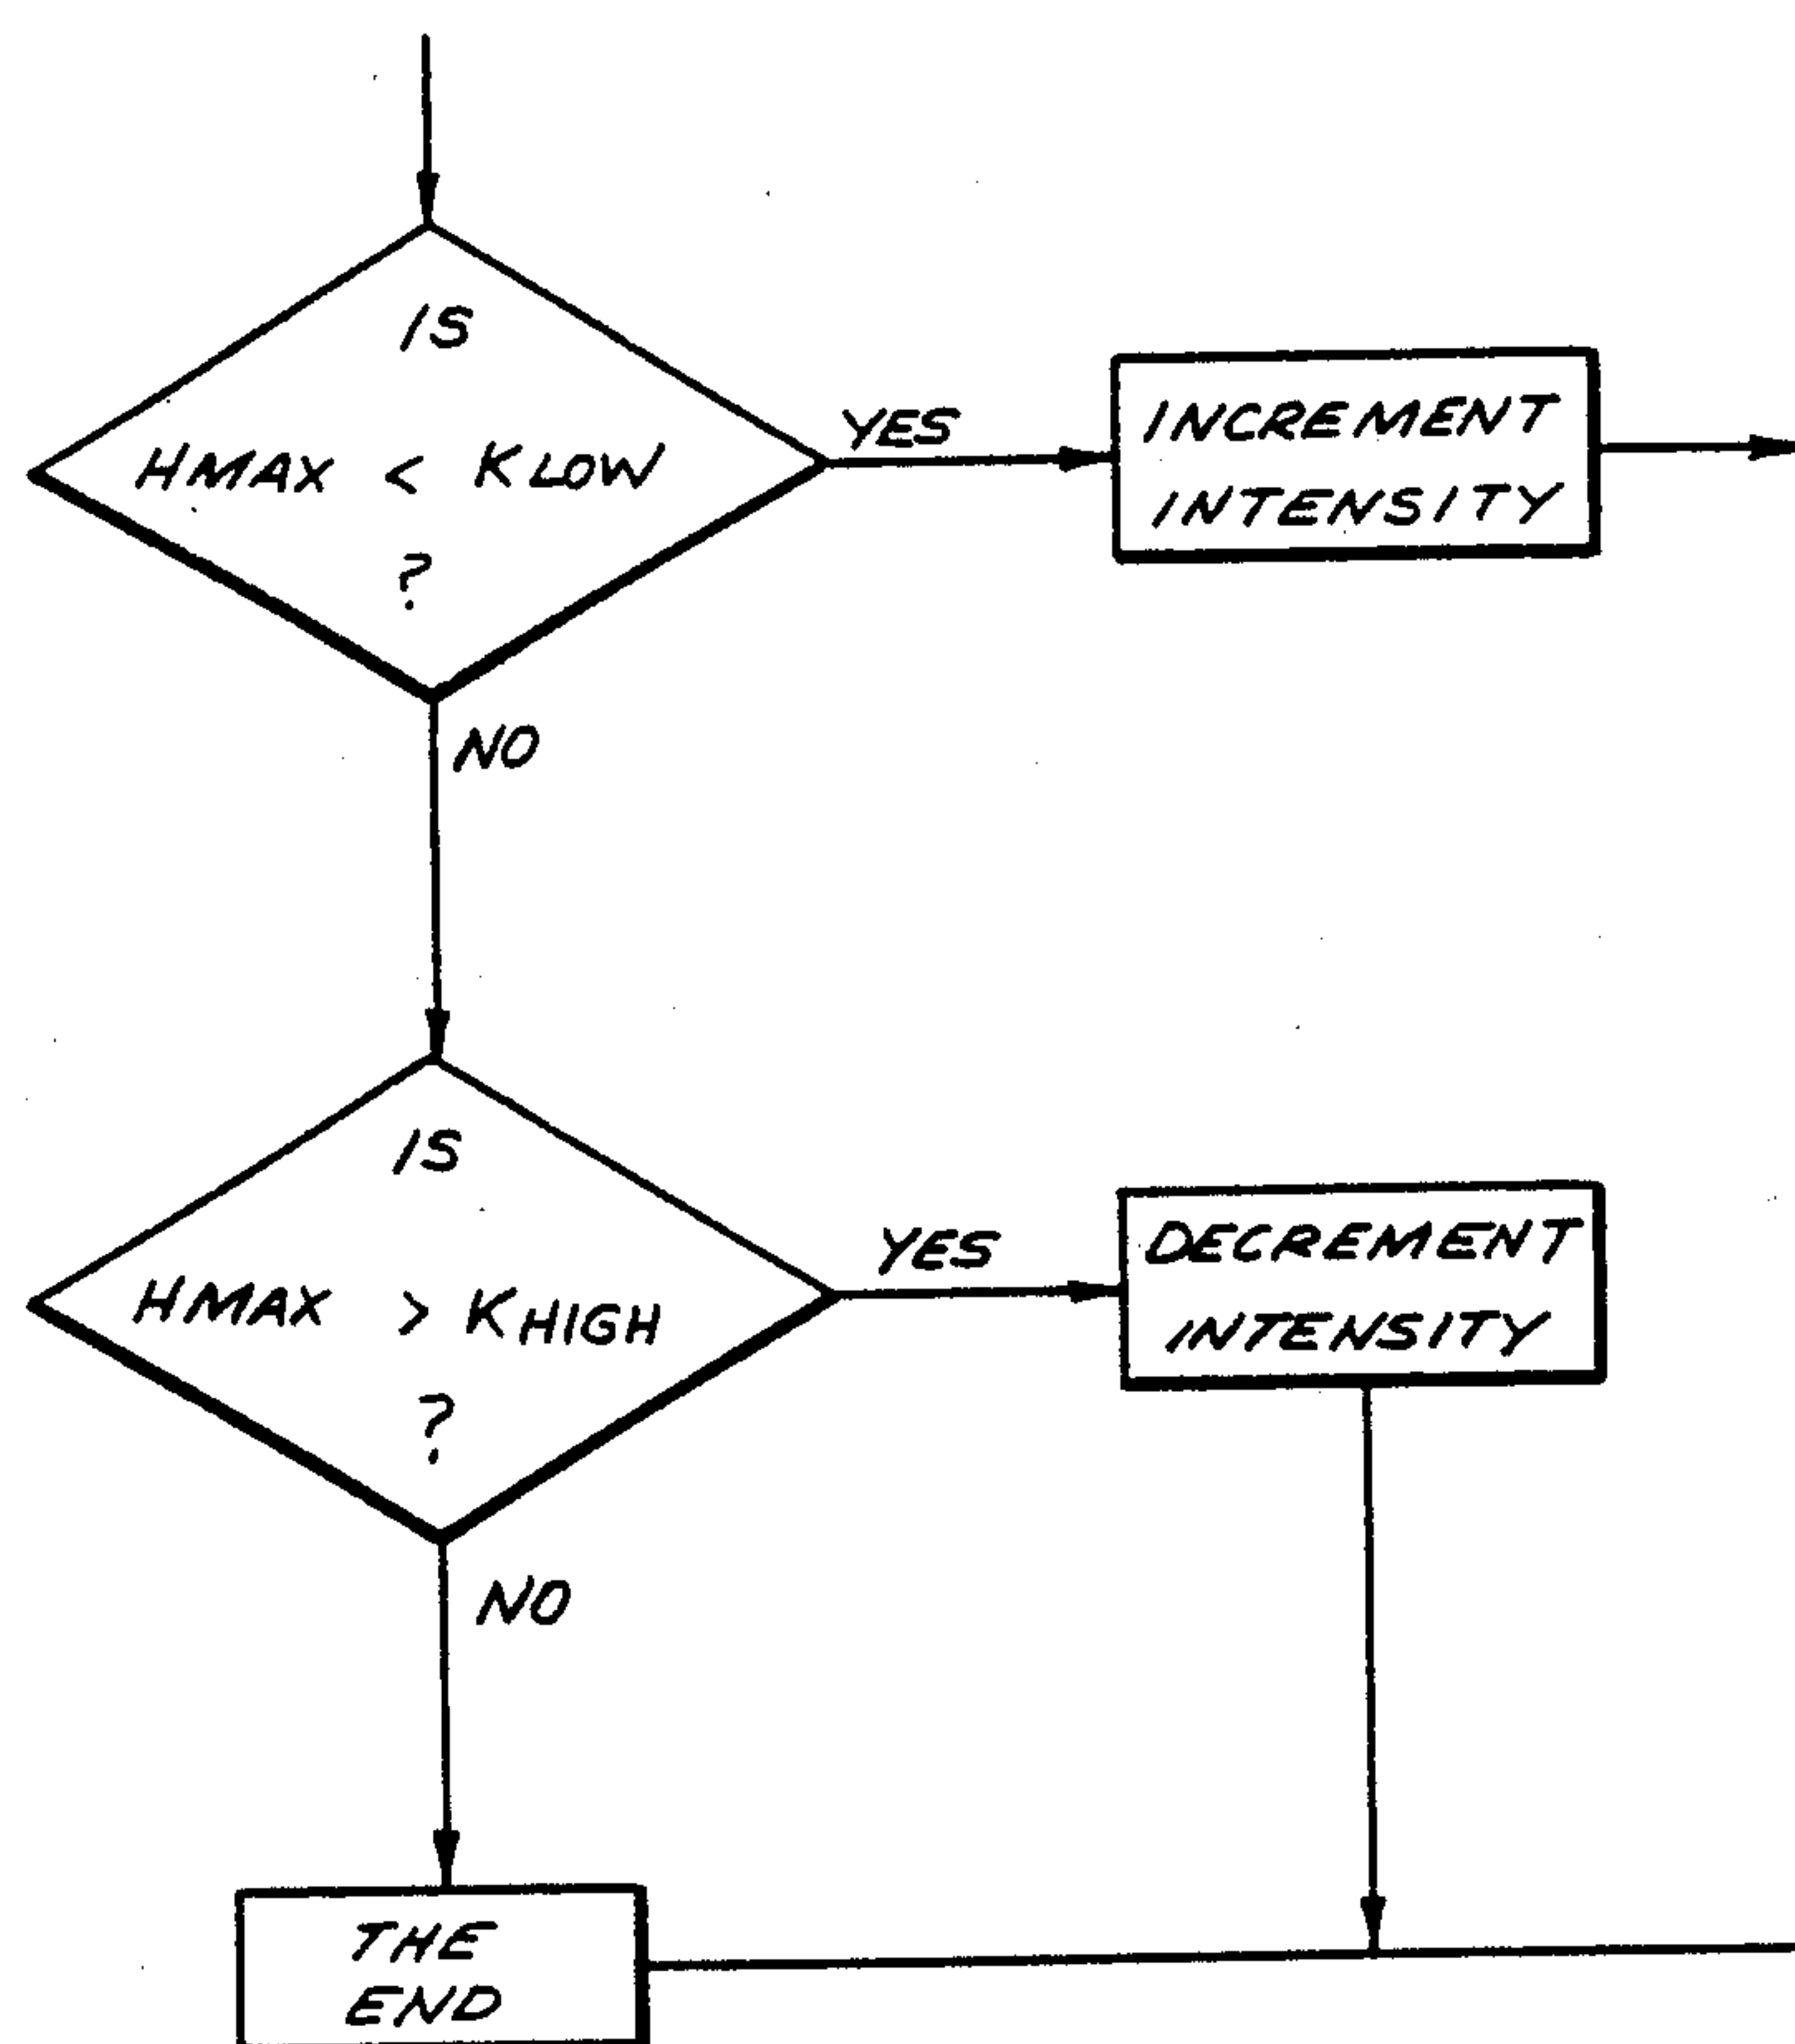 IS
HMAX < KLOW
?
YES
INCREMENT
INTENSITY
NO
IS
HMAX > KHIGH
?
YES
DECREMENT
INTENSITY
NO
THE
END